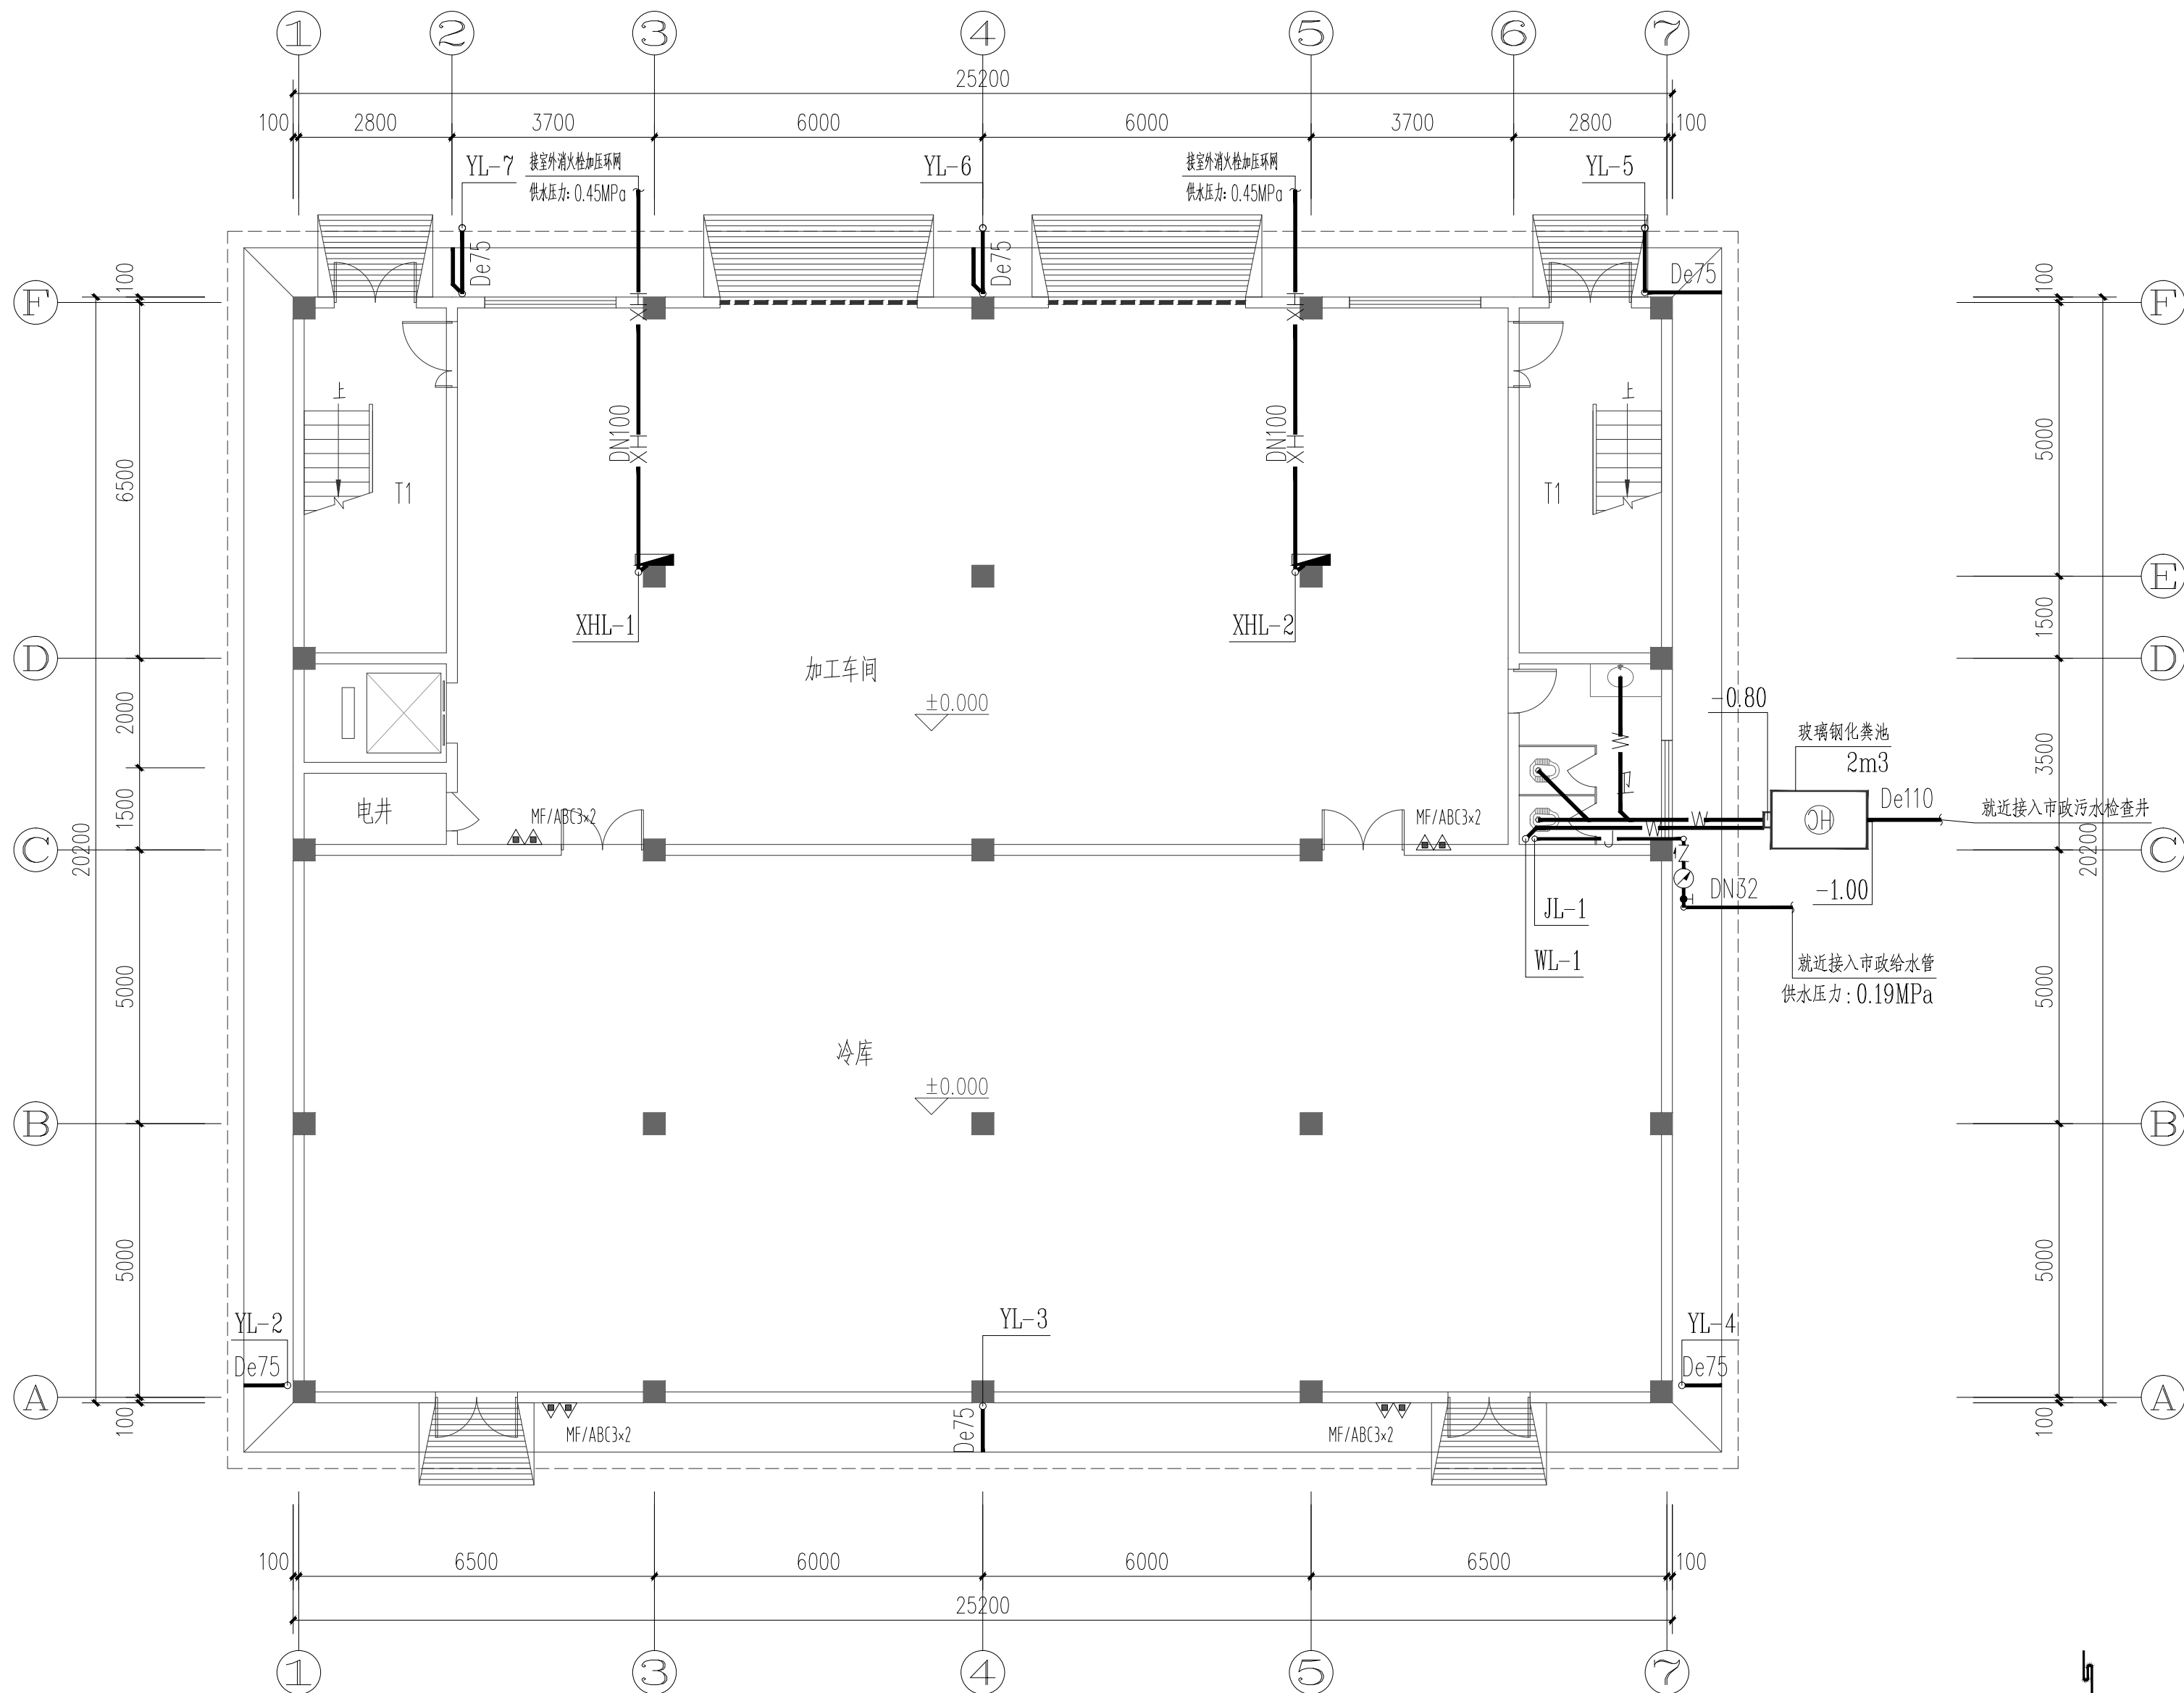 1 2 3 4 5 6 7
25200
100 2800 3700 6000 6000 3700 2800 100
YL-7 接室外消火栓加压环网 YL-6 接室外消火栓加压环网 YL-5
供水压力: 0.45MPa 供水压力: 0.45MPa
De75 De75 De75
F 100 XH XH 100 F
上 上
DN100 XH DN100 XH
6500 T1 T1 5000
E
XHL-1 XHL-2 1500
D 加工车间 D
±0.000 -0.80
2000 W 玻璃钢化粪池 3500
2m3
卫
1500 电井 MF/ABC3×2 MF/ABC3×2 W HC De110 就近接入市政污水检查井
W
20200 C J 20200 C
DN32 -1.00
JL-1
WL-1 就近接入市政给水管
供水压力: 0.19MPa
5000 5000
冷库
±0.000
B B
5000 5000
YL-2 YL-3 YL-4
De75 De75
A A
100 MF/ABC3×2 De75 MF/ABC3×2 100
100 6500 6000 6000 6500 100
25200
1 3 4 5 7